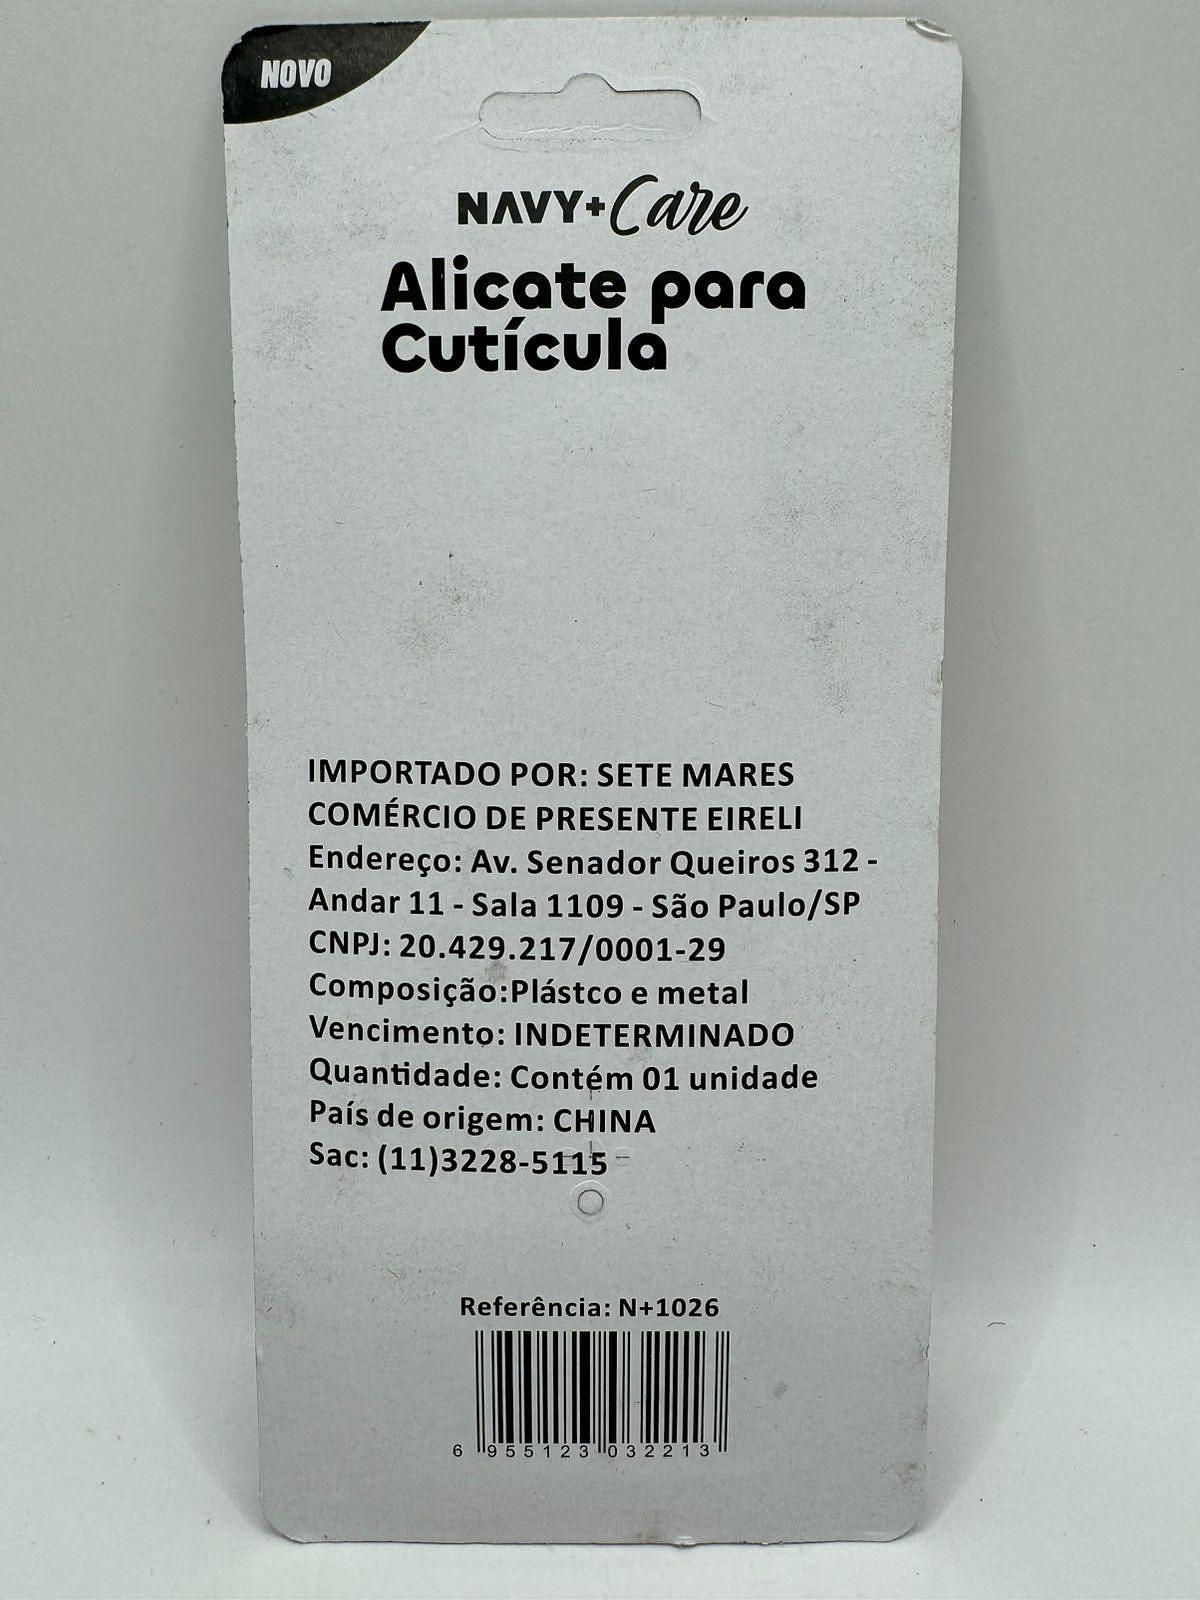 NOVO
NAVY+Care
Alicate para
Cutícula
IMPORTADO POR: SETE MARES
COMÉRCIO DE PRESENTE EIRELI
Endereço: Av. Senador Queiros 312 -
Andar 11 - Sala 1109 - São Paulo/SP
CNPJ: 20.429.217/0001-29
Composição:Plástco e metal
Vencimento: INDETERMINADO
Quantidade: Contém 01 unidade
País de origem: CHINA
Sac: (11)3228-5115
Referência: N+1026
6 955123 032213